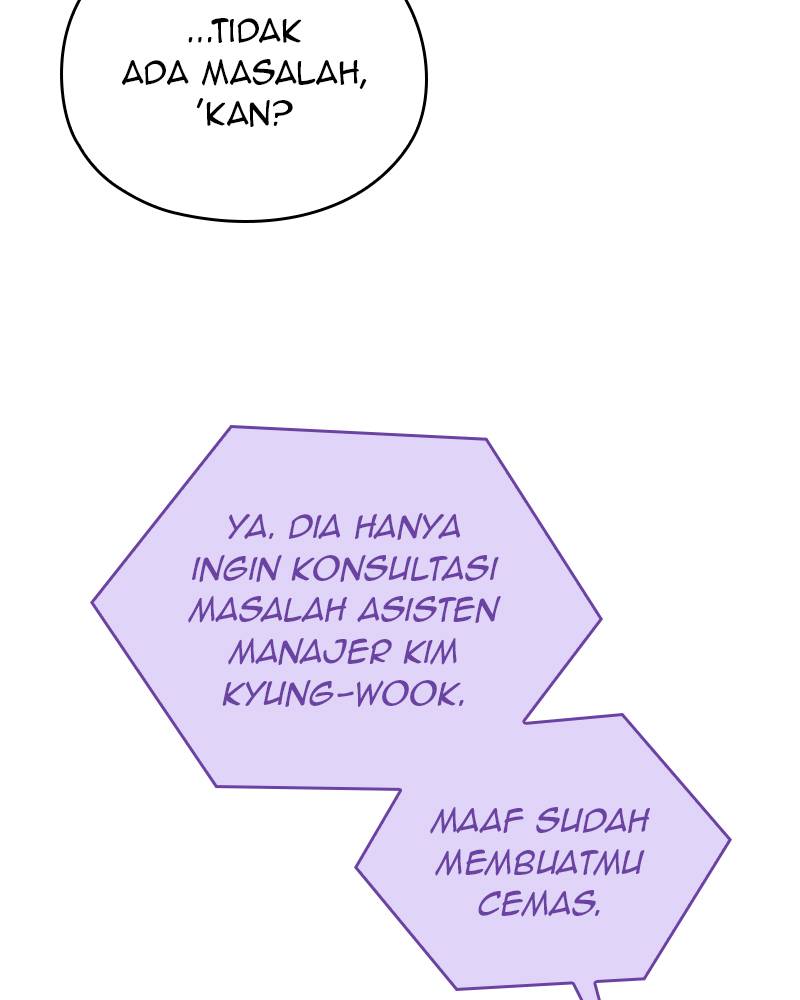 ...TIDAK
ADA MASALAH,
'KAN?
YA. DIA HANYA
INGIN KONSULTASI
MASALAH ASISTEN
MANAJER KIM
KYUNG-WOOK.
MAAF SUDAH
MEMBUATMU
CEMAS.